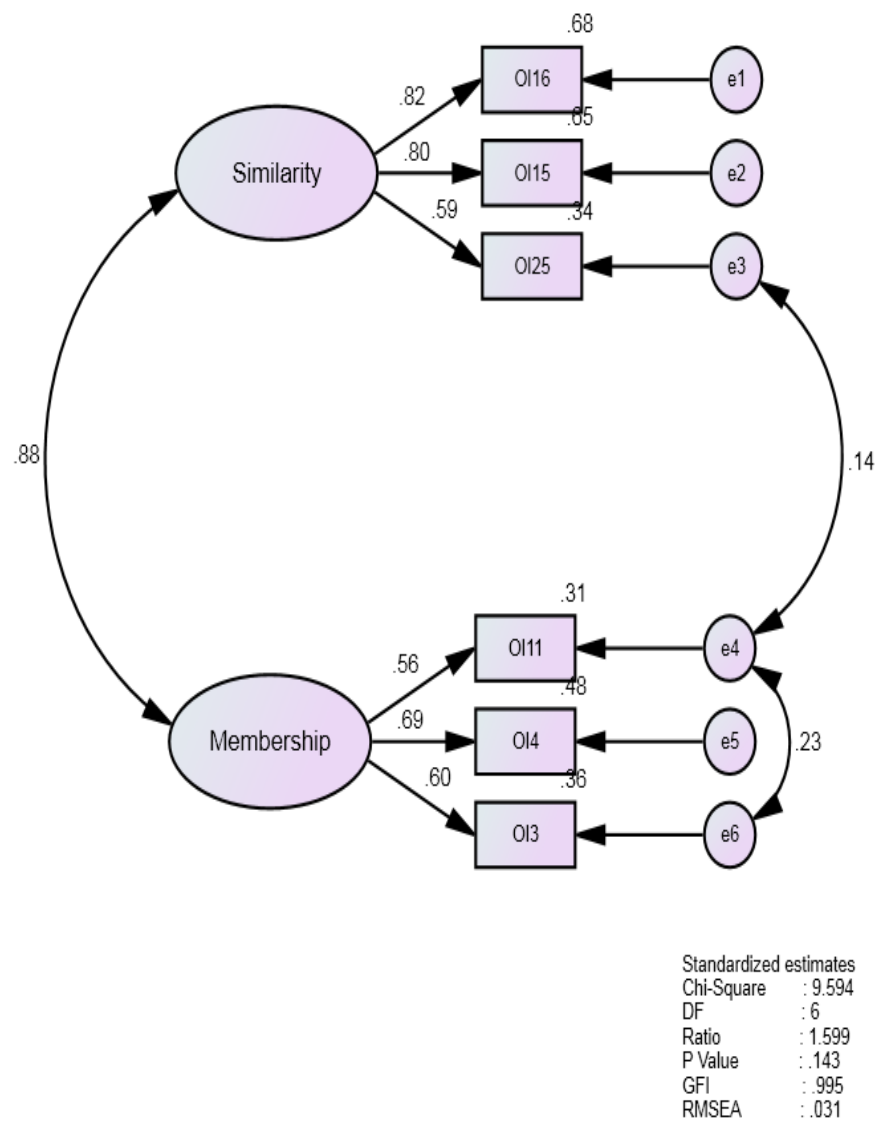 .68
OI16
e1
.82
.65
Similarity
.80
OI15
e2
.59
.34
OI25
e3
.88
.14
.31
OI11
e4
.56
.48
Membership
.69
OI4
e5
.23
.60
.36
OI3
e6
Standardized estimates
Chi-Square : 9.594
DF : 6
Ratio : 1.599
P Value : .143
GFI : .995
RMSEA : .031